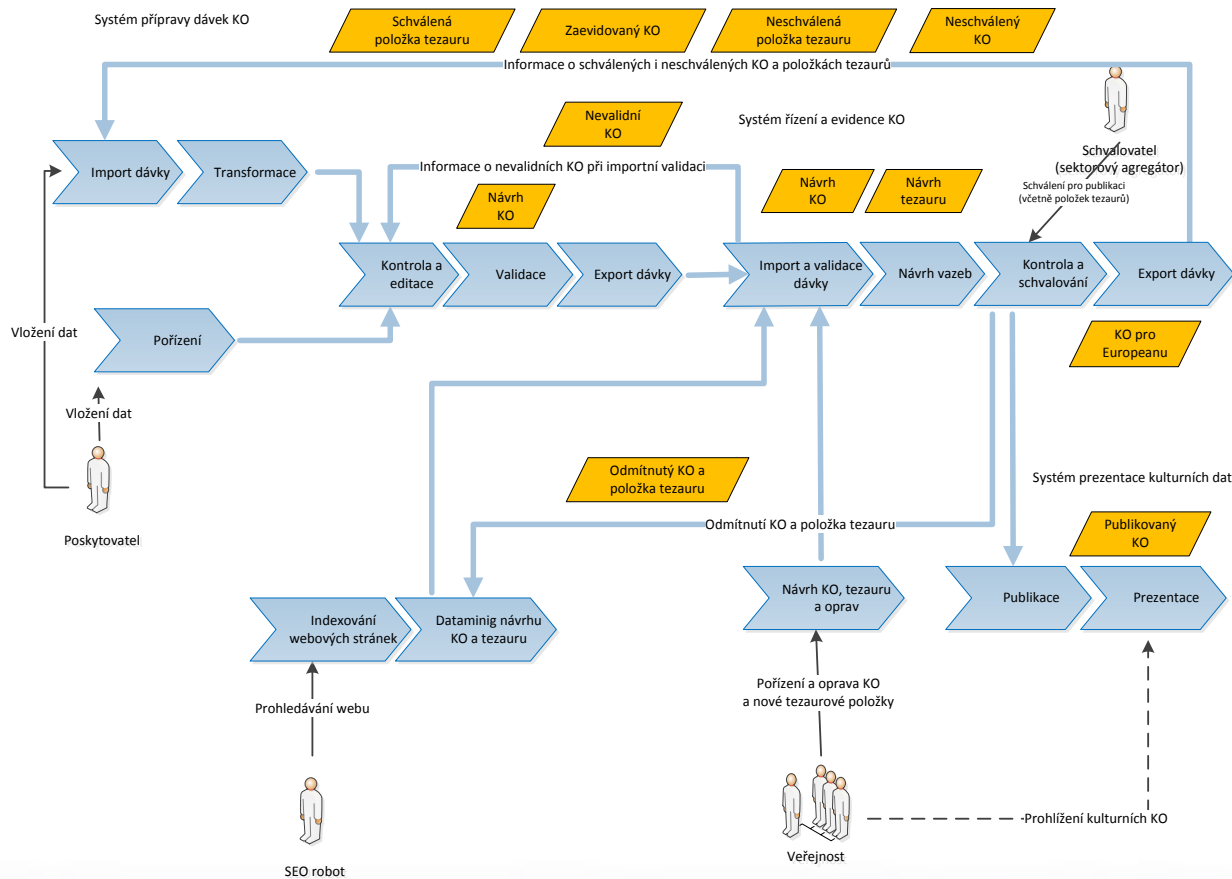 Systém přípravy dávek KO
Schválená
položka tezauru
Zaevidovaný KO
Neschválená
položka tezauru
Neschválený
KO
Informace o schválených i neschválených KO a položkách tezaurů
Nevalidní
KO
Systém řízení a evidence KO
Schvalovatel
(sektorový agregátor)
Import dávky
Transformace
Informace o nevalidních KO při importní validaci
Návrh
KO
Návrh
KO
Návrh
tezauru
Schválení pro publikaci
(včetně položek tezaurů)
Kontrola a
editace
Validace
Export dávky
Import a validace
dávky
Návrh vazeb
Kontrola a
schvalování
Export dávky
Vložení dat
Pořízení
KO pro
Europeanu
Vložení dat
Poskytovatel
Odmítnutý KO a
položka tezauru
Systém prezentace kulturních dat
Odmítnutí KO a položka tezauru
Publikovaný
KO
Indexování
webových stránek
Dataminig návrhu
KO a tezauru
Návrh KO, tezauru
a oprav
Publikace
Prezentace
Prohledávání webu
Pořízení a oprava KO
a nové tezaurové položky
SEO robot
Veřejnost
Prohlížení kulturních KO